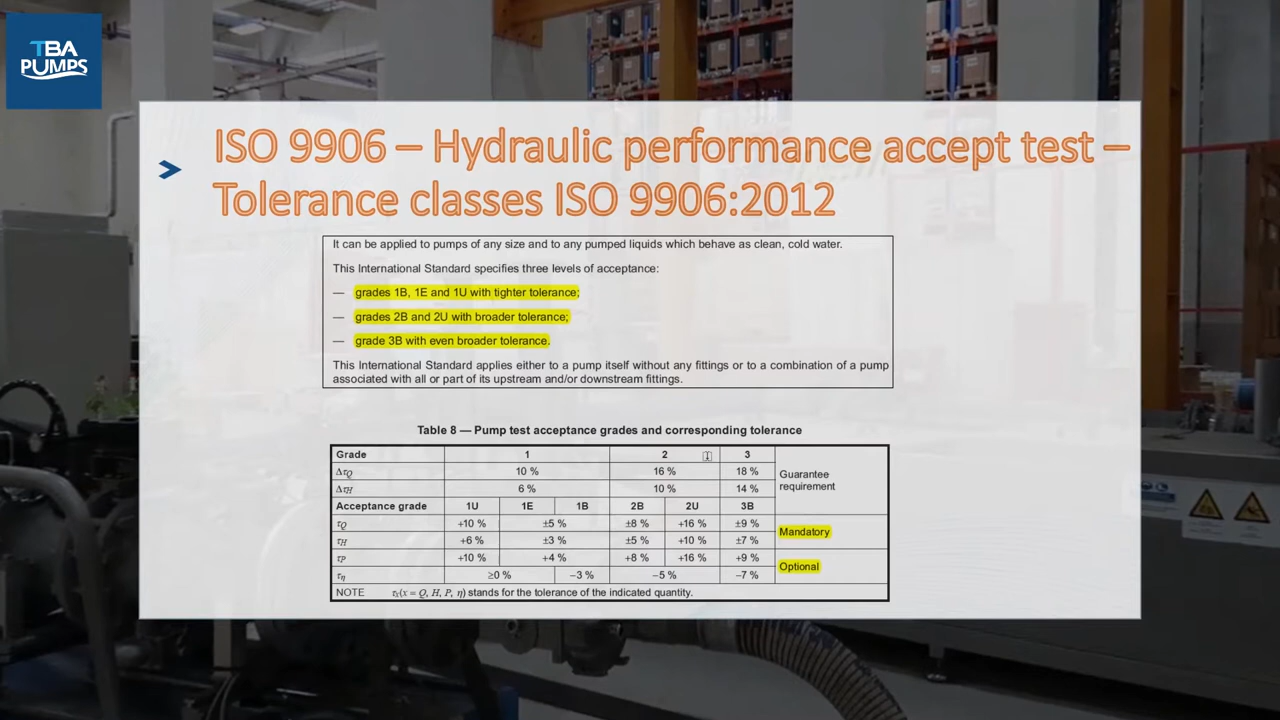 TBA
PUMPS
ISO 9906 – Hydraulic performance accept test –
Tolerance classes ISO 9906:2012
It can be applied to pumps of any size and to any pumped liquids which behave as clean, cold water.
This International Standard specifies three levels of acceptance:
— grades 1B, 1E and 1U with tighter tolerance;
— grades 2B and 2U with broader tolerance;
— grade 3B with even broader tolerance.
This International Standard applies either to a pump itself without any fittings or to a combination of a pump
associated with all or part of its upstream and/or downstream fittings.
Table 8 — Pump test acceptance grades and corresponding tolerance
Grade 1 2 3 Guarantee requirement
ΔτQ 10 % 16 % 18 %
ΔτH 6 % 10 % 14 %
Acceptance grade 1U 1E 1B 2B 2U 3B
τQ +10 % ±5 % ±8 % +16 % ±9 % Mandatory
τH +6 % ±3 % ±5 % +10 % ±7 %
τP +10 % +4 % +8 % +16 % +9 % Optional
τη ≥0 % −3 % −5 % −7 %
NOTE τx(x = Q, H, P, η) stands for the tolerance of the indicated quantity.